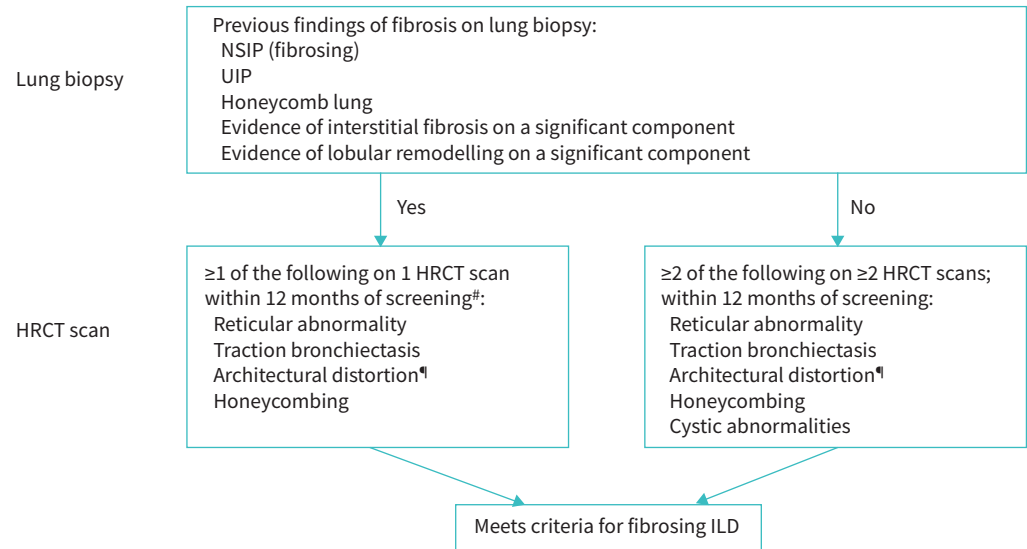 Previous findings of fibrosis on lung biopsy:
NSIP (fibrosing)
UIP
Honeycomb lung
Evidence of interstitial fibrosis on a significant component
Evidence of lobular remodelling on a significant component
Lung biopsy
Yes
No
≥1 of the following on 1 HRCT scan
within 12 months of screening#:
Reticular abnormality
Traction bronchiectasis
Architectural distortion¶
Honeycombing
≥2 of the following on ≥2 HRCT scans;
within 12 months of screening:
Reticular abnormality
Traction bronchiectasis
Architectural distortion¶
Honeycombing
Cystic abnormalities
HRCT scan
Meets criteria for fibrosing ILD